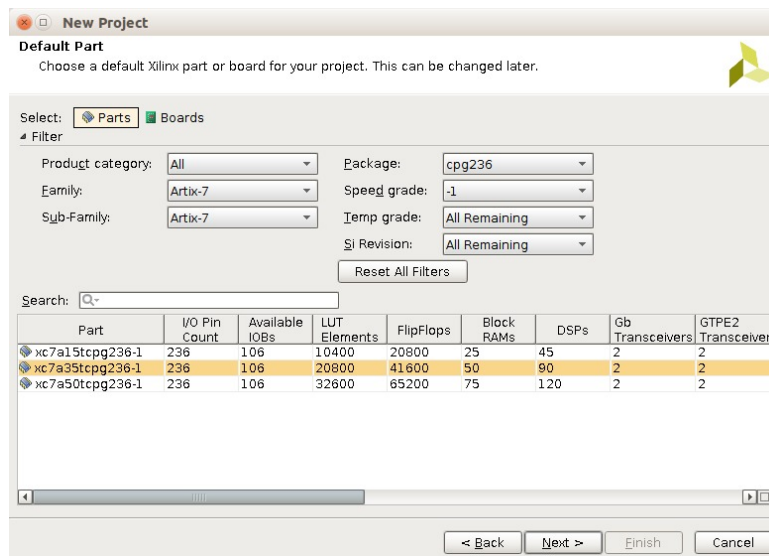 New Project
Default Part
Choose a default Xilinx part or board for your project. This can be changed later.
Select: Parts Boards
Filter
Product category: All Package: cpg236
Family: Artix-7 Speed grade: -1
Sub-Family: Artix-7 Temp grade: All Remaining
Si Revision: All Remaining
Reset All Filters
Search:
Part I/O Pin Count Available IOBs LUT Elements FlipFlops Block RAMs DSPs Gb Transceivers GTPE2 Transceiver
xc7a15tcpg236-1 236 106 10400 20800 25 45 2 2
xc7a35tcpg236-1 236 106 20800 41600 50 90 2 2
xc7a50tcpg236-1 236 106 32600 65200 75 120 2 2
< Back Next > Finish Cancel